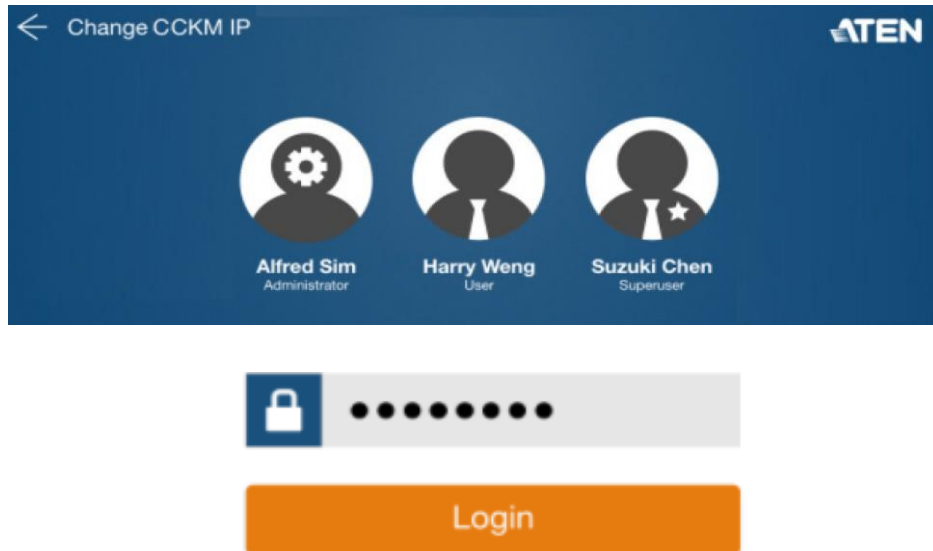 Change CCKM IP
ATEN
Alfred Sim
Administrator
Harry Weng
User
Suzuki Chen
Superuser
Login